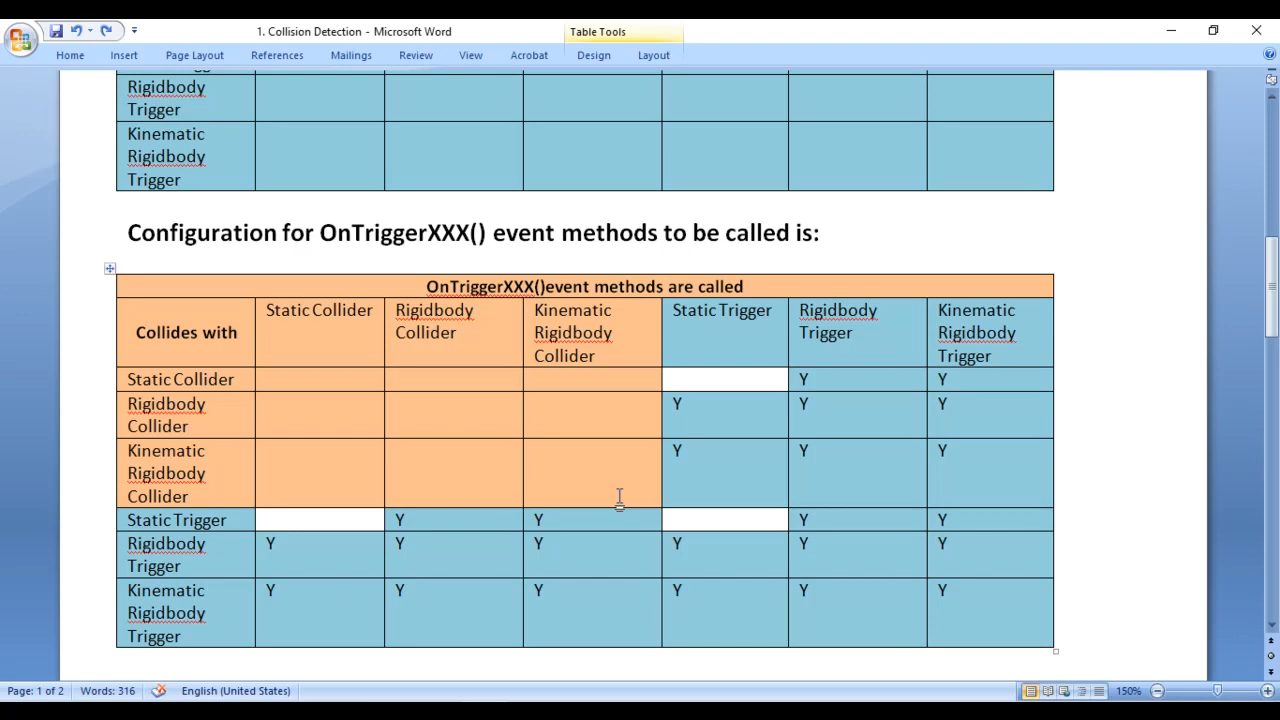 1. Collision Detection - Microsoft Word
Table Tools
Home Insert Page Layout References Mailings Review View Acrobat Design Layout
Rigidbody
Trigger
Kinematic
Rigidbody
Trigger
Configuration for OnTriggerXXX() event methods to be called is:
OnTriggerXXX()event methods are called
Collides with
Static Collider
Rigidbody
Collider
Kinematic
Rigidbody
Collider
Static Trigger
Rigidbody
Trigger
Kinematic
Rigidbody
Trigger
Static Collider Y Y
Rigidbody
Collider
Y Y Y
Kinematic
Rigidbody
Collider
Y Y Y
Static Trigger Y Y Y Y
Rigidbody
Trigger
Y Y Y Y Y Y
Kinematic
Rigidbody
Trigger
Y Y Y Y Y Y
Page: 1 of 2 Words: 316 English (United States) 150%